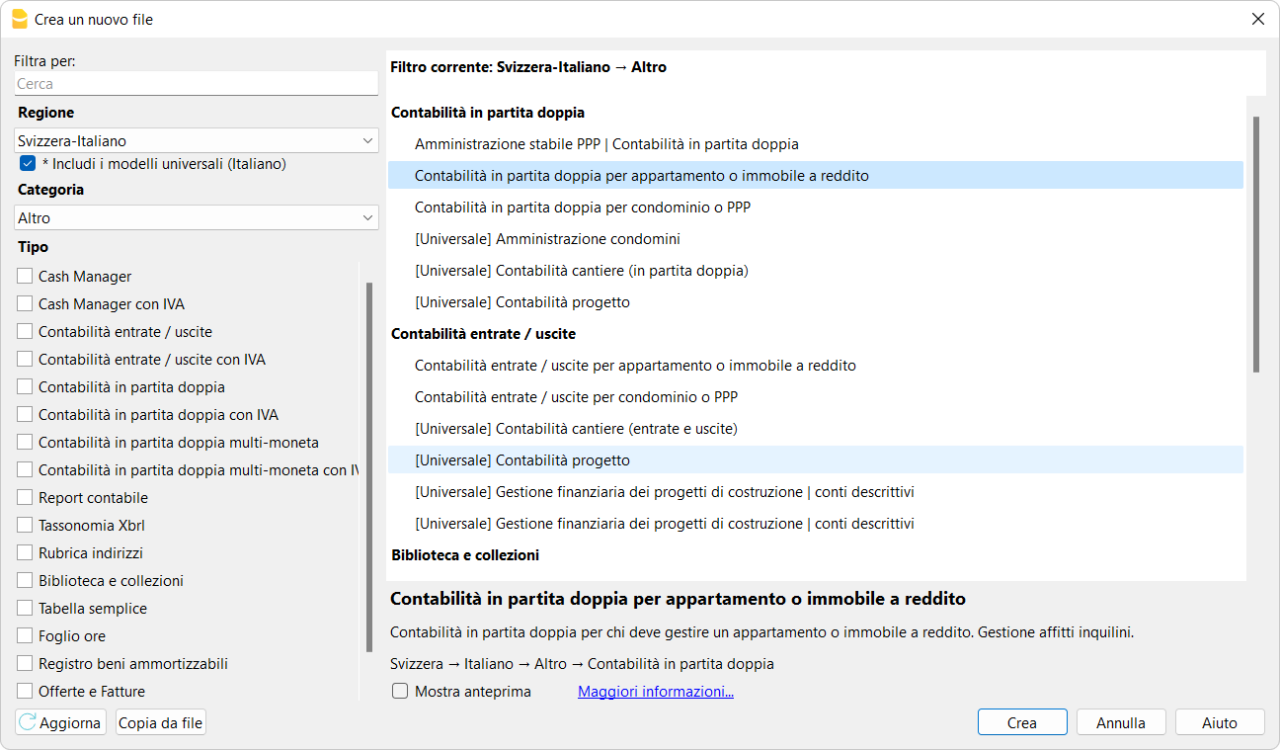 Crea un nuovo file
Filtra per:
Cerca
Regione
Svizzera-Italiano
* Includi i modelli universali (Italiano)
Categoria
Altro
Tipo
Cash Manager
Cash Manager con IVA
Contabilità entrate / uscite
Contabilità entrate / uscite con IVA
Contabilità in partita doppia
Contabilità in partita doppia con IVA
Contabilità in partita doppia multi-moneta
Contabilità in partita doppia multi-moneta con IV
Report contabile
Tassonomia Xbrl
Rubrica indirizzi
Biblioteca e collezioni
Tabella semplice
Foglio ore
Registro beni ammortizzabili
Offerte e Fatture
Aggiorna
Copia da file
Filtro corrente: Svizzera-Italiano → Altro
Contabilità in partita doppia
Amministrazione stabile PPP | Contabilità in partita doppia
Contabilità in partita doppia per appartamento o immobile a reddito
Contabilità in partita doppia per condominio o PPP
[Universale] Amministrazione condomini
[Universale] Contabilità cantiere (in partita doppia)
[Universale] Contabilità progetto
Contabilità entrate / uscite
Contabilità entrate / uscite per appartamento o immobile a reddito
Contabilità entrate / uscite per condominio o PPP
[Universale] Contabilità cantiere (entrate e uscite)
[Universale] Contabilità progetto
[Universale] Gestione finanziaria dei progetti di costruzione | conti descrittivi
[Universale] Gestione finanziaria dei progetti di costruzione | conti descrittivi
Biblioteca e collezioni
Contabilità in partita doppia per appartamento o immobile a reddito
Contabilità in partita doppia per chi deve gestire un appartamento o immobile a reddito. Gestione affitti inquilini.
Svizzera → Italiano → Altro → Contabilità in partita doppia
Mostra anteprima
Maggiori informazioni...
Crea
Annulla
Aiuto